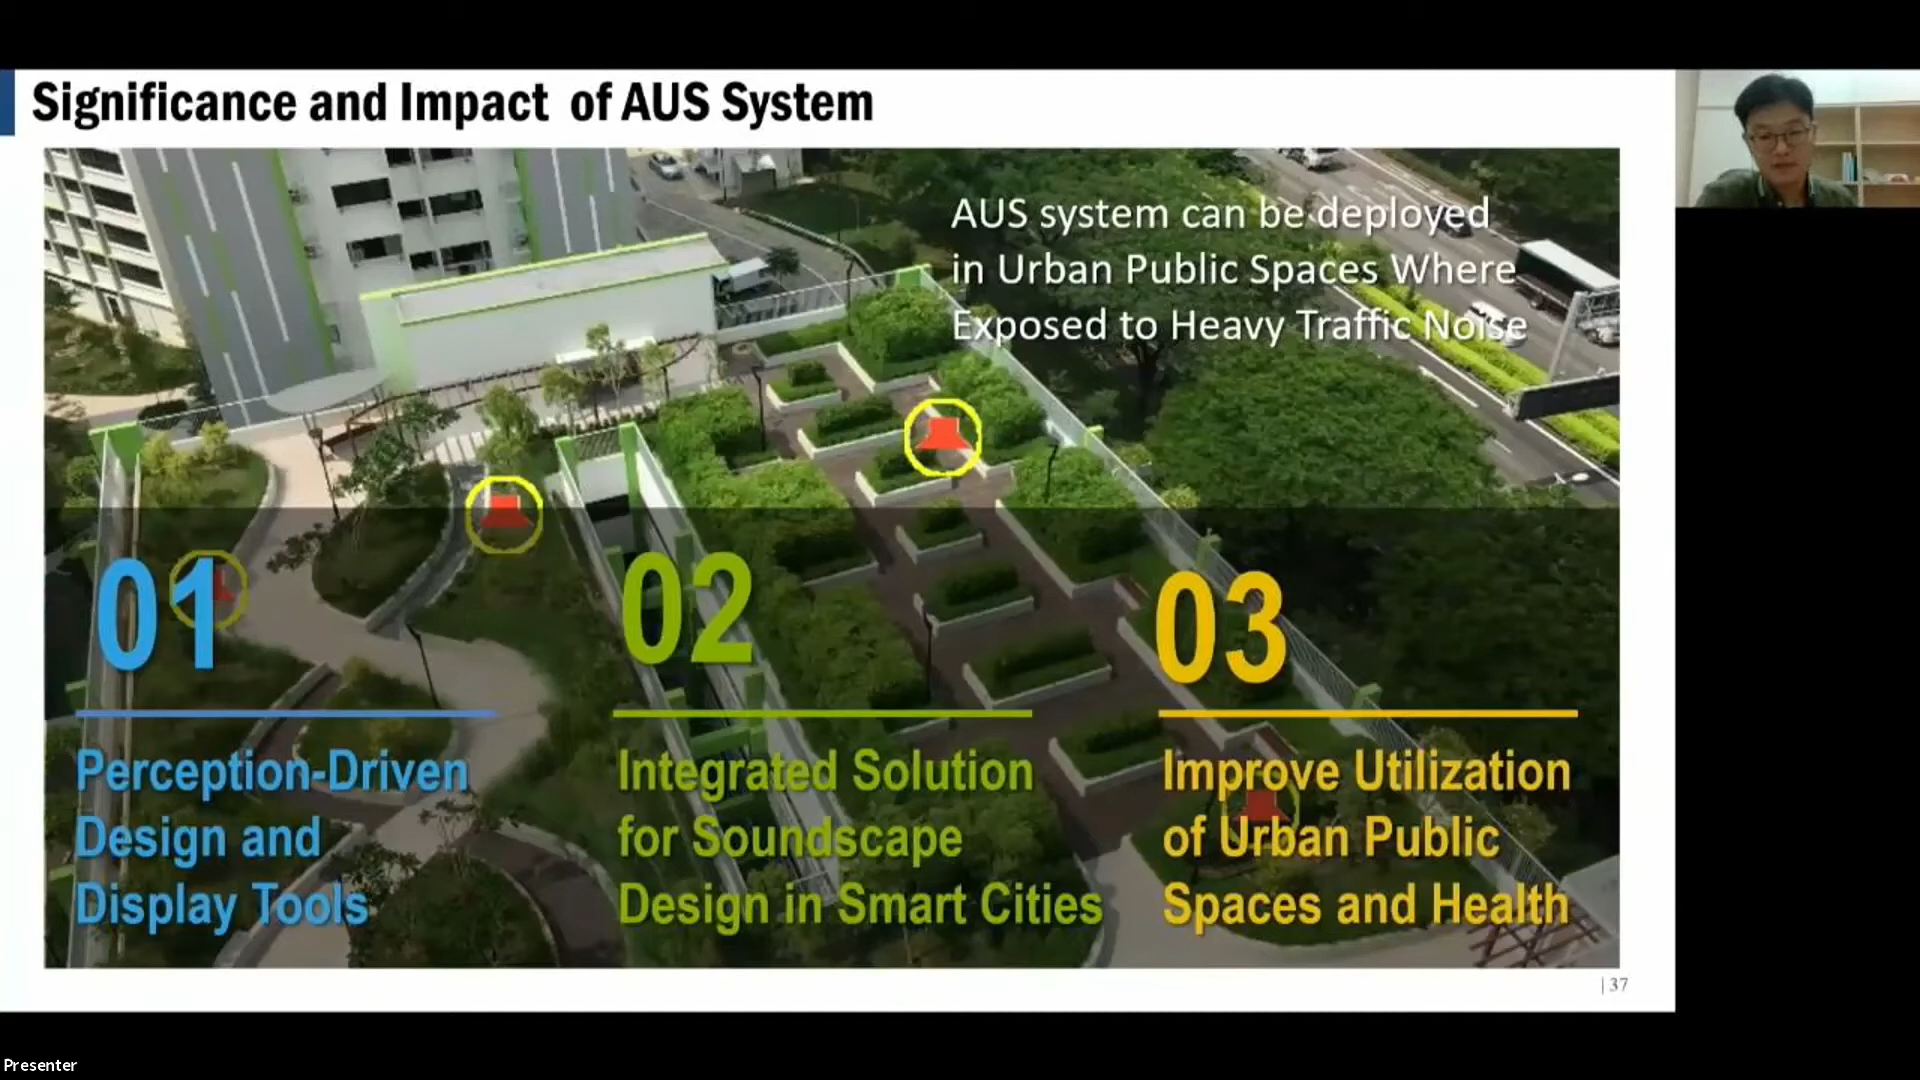 Significance and Impact of AUS System
AUS system can be deployed
in Urban Public Spaces Where
Exposed to Heavy Traffic Noise
01
Perception-Driven
Design and
Display Tools
02
Integrated Solution
for Soundscape
Design in Smart Cities
03
Improve Utilization
of Urban Public
Spaces and Health
| 37
Presenter